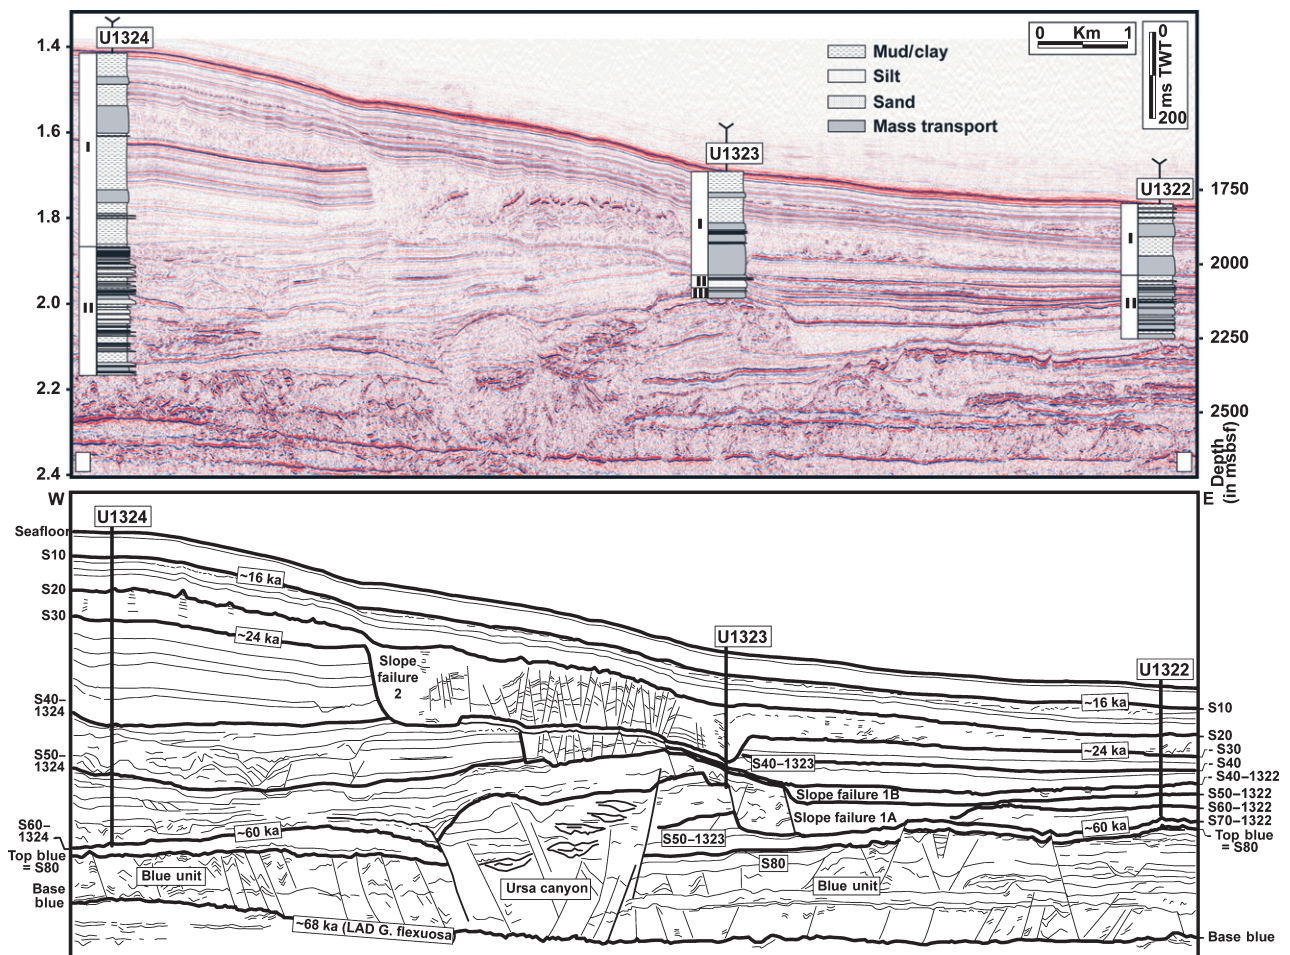 U1324
1.4
1.6
1.8
2.0
2.2
2.4
I
II
Mud/clay
Silt
Sand
Mass transport
0 Km 1
0
ms TWT
200
U1323
I
II
III
U1322
I
II
1750
2000
2250
2500
Depth
(in msbsf)
W
E
U1324
U1323
U1322
Seafloor
S10
S20
S30
S40–
1324
S50–
1324
S60–
1324
Top blue
= S80
Base
blue
~16 ka
~24 ka
Slope
failure
2
~60 ka
Blue unit
~68 ka (LAD G. flexuosa)
Ursa canyon
S40–1323
Slope failure 1B
Slope failure 1A
S50–1323
S80
Blue unit
~16 ka
~24 ka
~60 ka
S10
S20
S30
S40
S40–1322
S50–1322
S60–1322
S70–1322
Top blue
= S80
Base blue